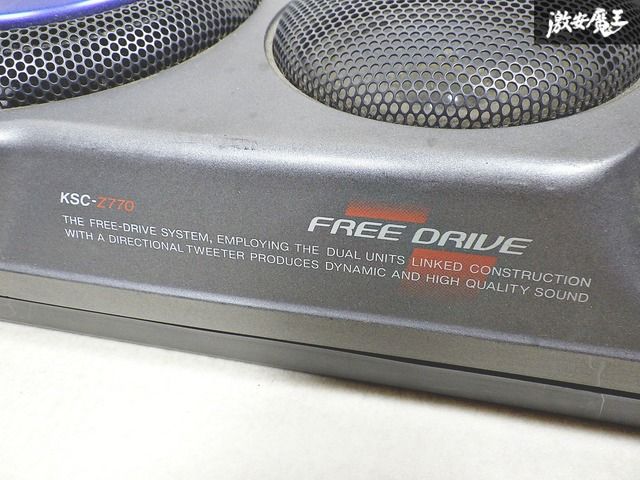 激安魔王
KSC-Z770
FREE DRIVE
THE FREE-DRIVE SYSTEM, EMPLOYING THE DUAL UNITS LINKED CONSTRUCTION
WITH A DIRECTIONAL TWEETER PRODUCES DYNAMIC AND HIGH QUALITY SOUND